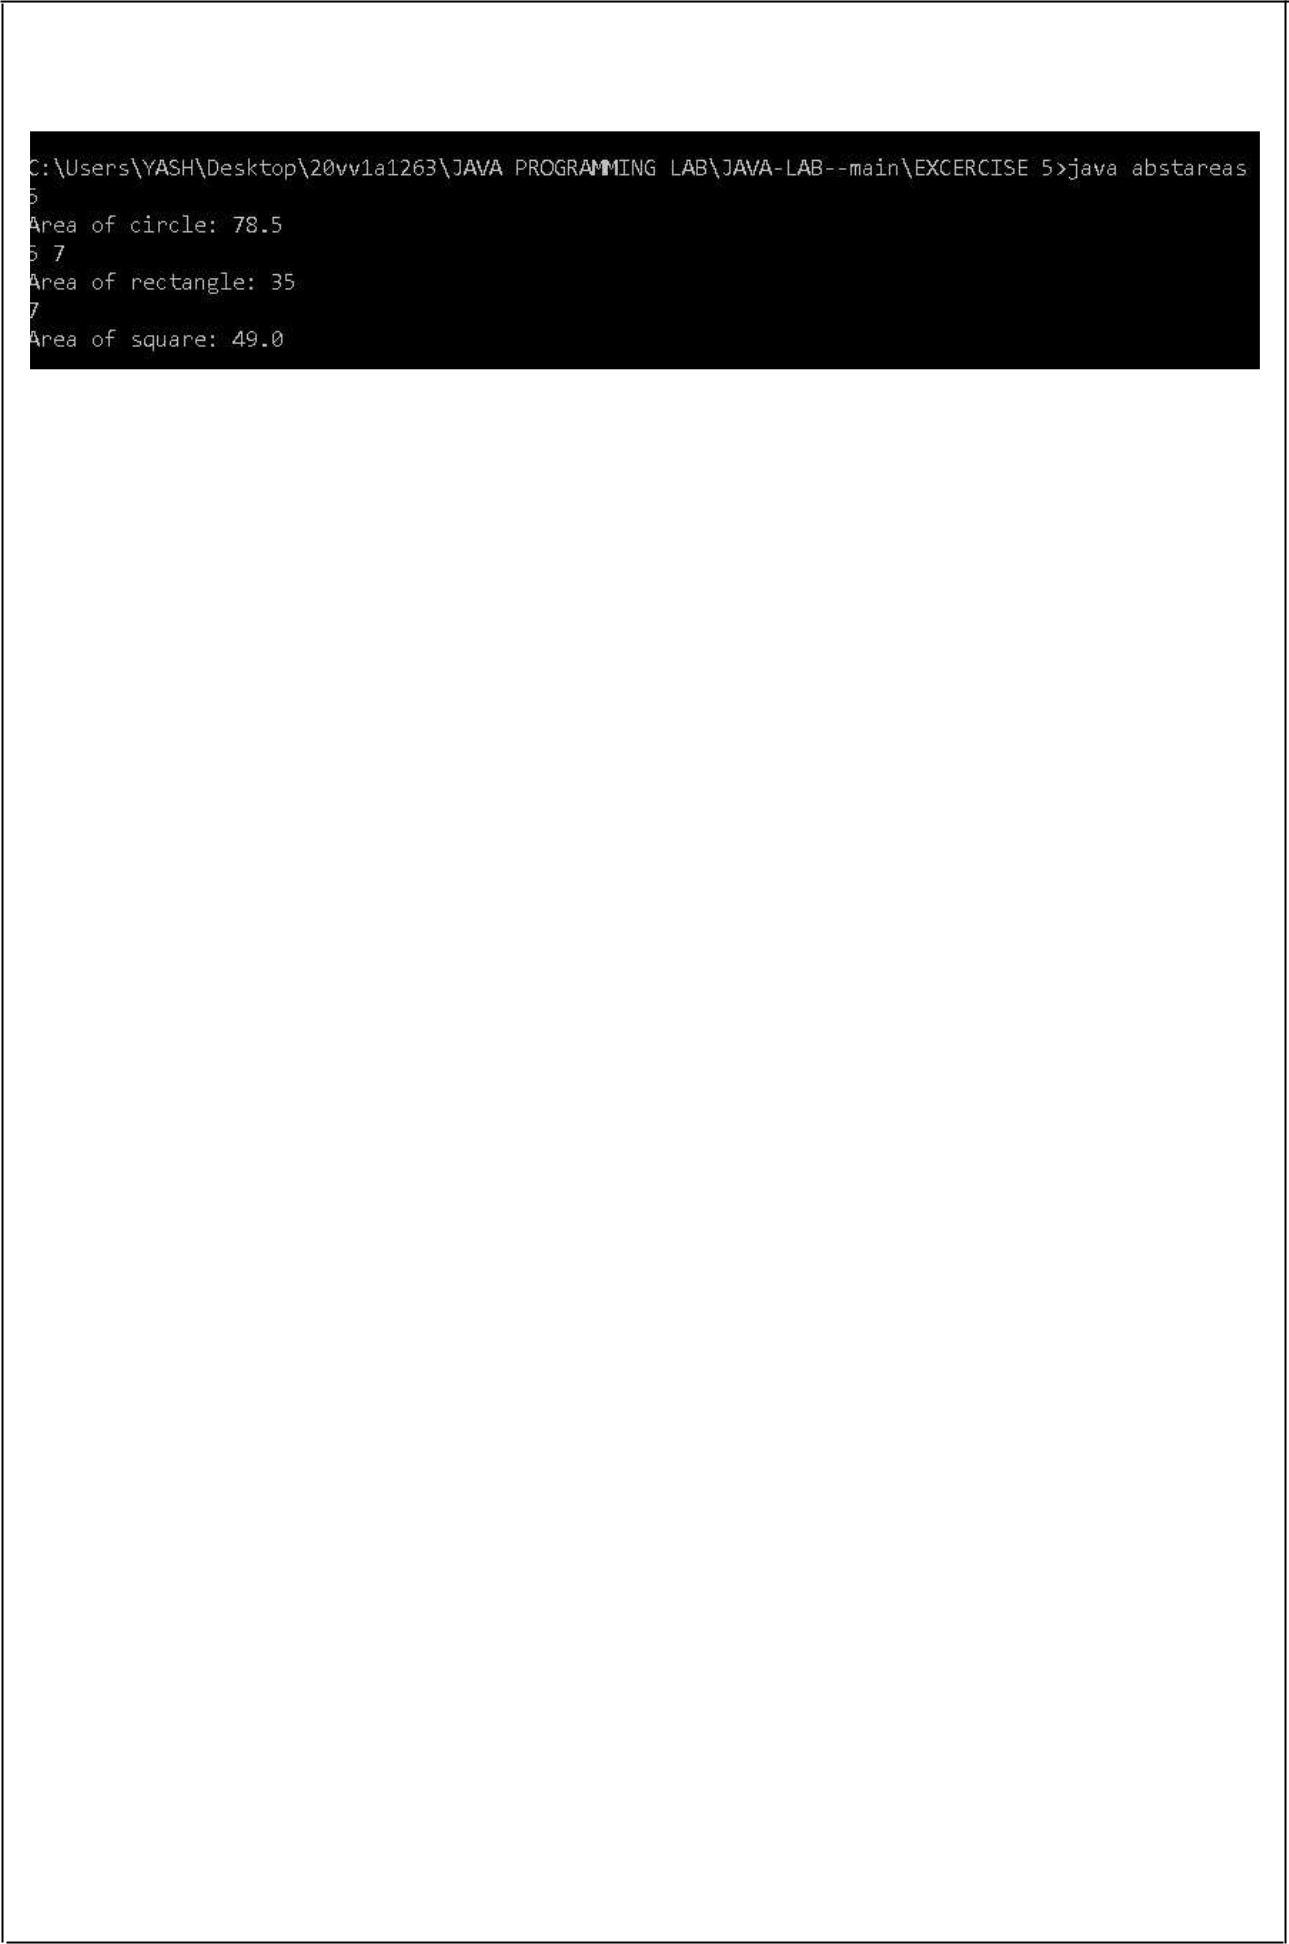 C:\Users\YASH\Desktop\20vv1a1263\JAVA PROGRAMMING LAB\JAVA-LAB--main\EXCERCISE 5>java abstareas
5
Area of circle: 78.5
5 7
Area of rectangle: 35
7
Area of square: 49.0